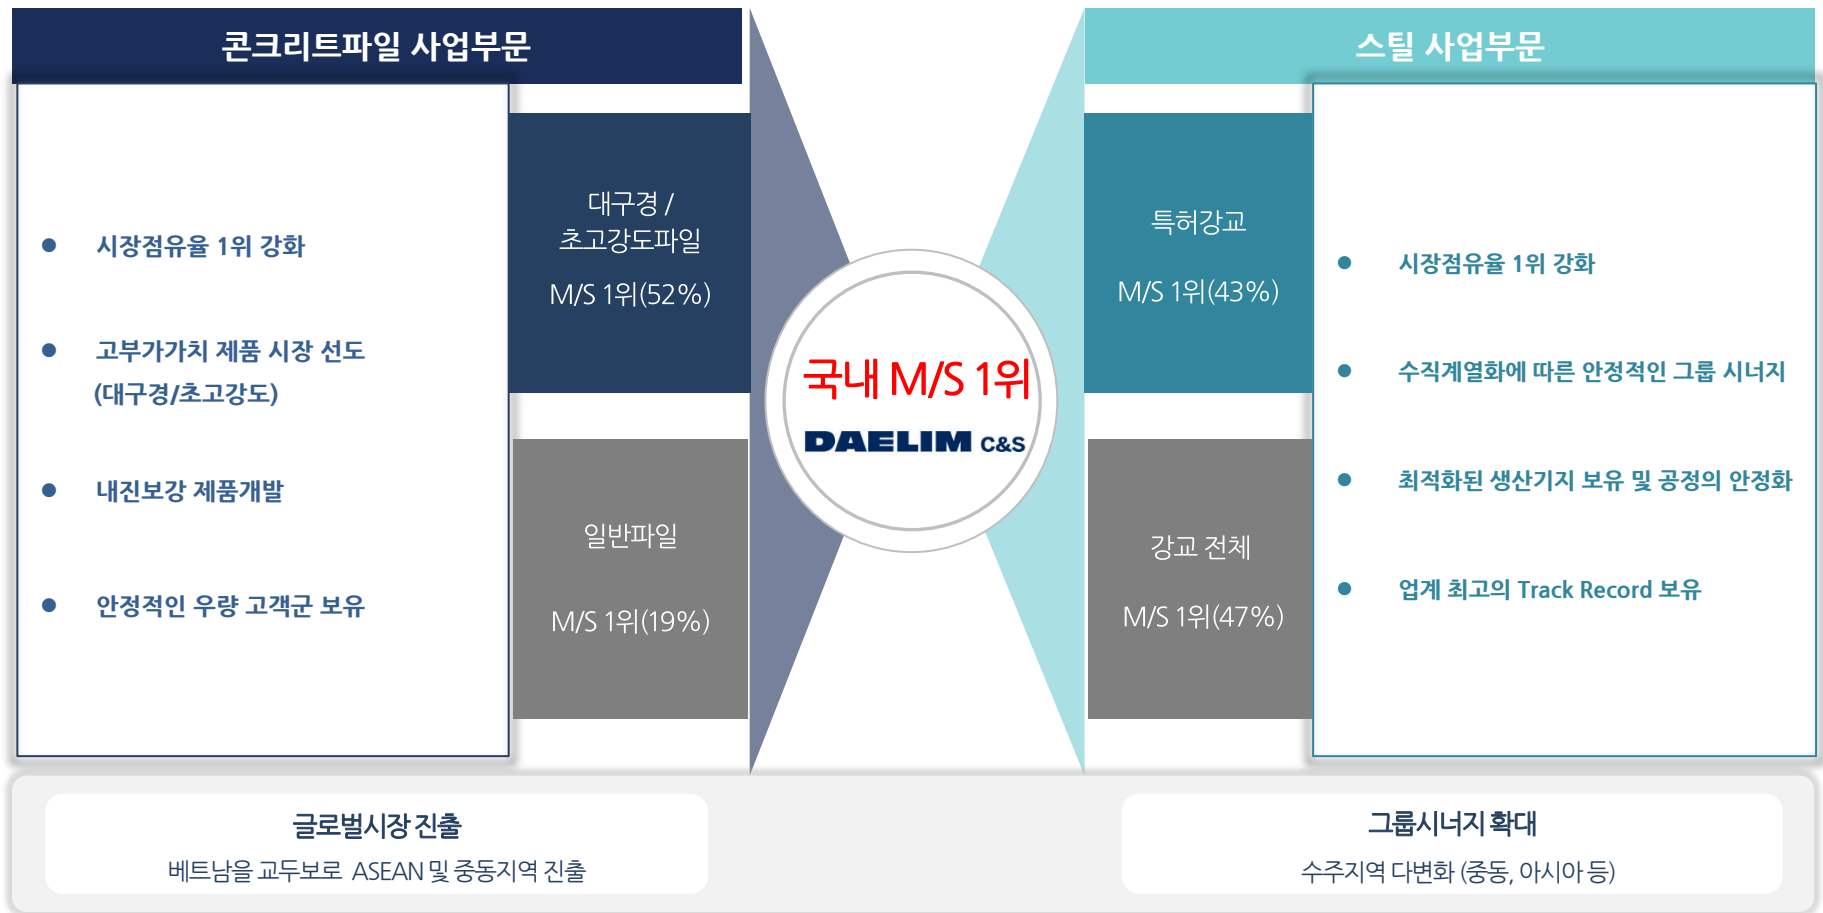 콘크리트파일 사업부문
시장점유율 1위 강화
고부가가치 제품 시장 선도
(대구경/초고강도)
내진보강 제품개발
안정적인 우량 고객군 보유
대구경 /
초고강도파일
M/S 1위(52%)
일반파일
M/S 1위(19%)
국내 M/S 1위
DAELIM C&S
스틸 사업부문
특허강교
M/S 1위(43%)
강교 전체
M/S 1위(47%)
시장점유율 1위 강화
수직계열화에 따른 안정적인 그룹 시너지
최적화된 생산기지 보유 및 공정의 안정화
업계 최고의 Track Record 보유
글로벌시장 진출
베트남을 교두보로 ASEAN 및 중동지역 진출
그룹시너지 확대
수주지역 다변화 (중동, 아시아 등)